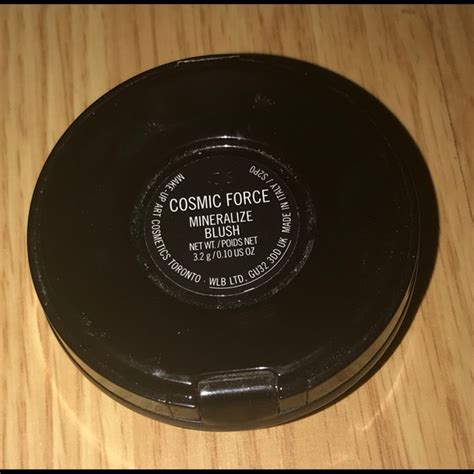 COSMIC FORCE
MINERALIZE
BLUSH
NET WT./POIDS NET
3.2 g / 0.10 US OZ
MAKE-UP ART COSMETICS TORONTO · WLB LTD. GU32 3DD UK MADE IN ITALY / S2P0